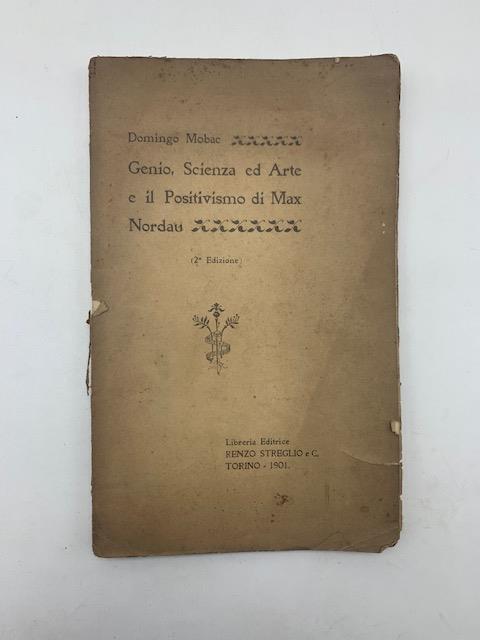 Domingo Mobac
Genio, Scienza ed Arte
e il Positivismo di Max
Nordau
(2ª Edizione)
Libreria Editrice
RENZO STREGLIO e C.
TORINO - 1901.